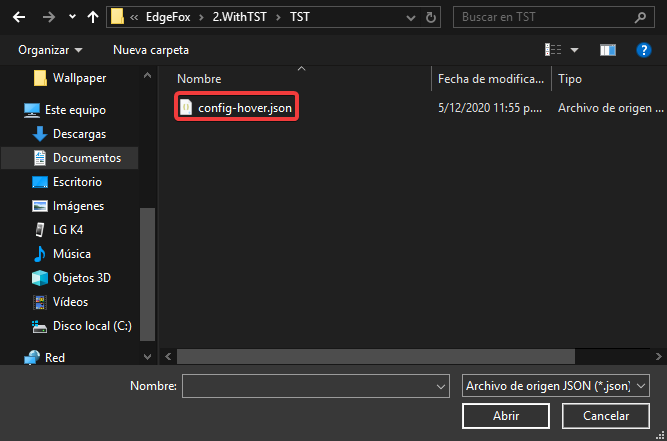 « EdgeFox > 2.WithTST > TST
Buscar en TST
Organizar
Nueva carpeta
Wallpaper
Este equipo
Descargas
Documentos
Escritorio
Imágenes
LG K4
Música
Objetos 3D
Vídeos
Disco local (C:)
Red
Nombre
Fecha de modifica...
Tipo
config-hover.json
5/12/2020 11:55 p....
Archivo de origen ...
Nombre:
Archivo de origen JSON (*.json)
Abrir
Cancelar